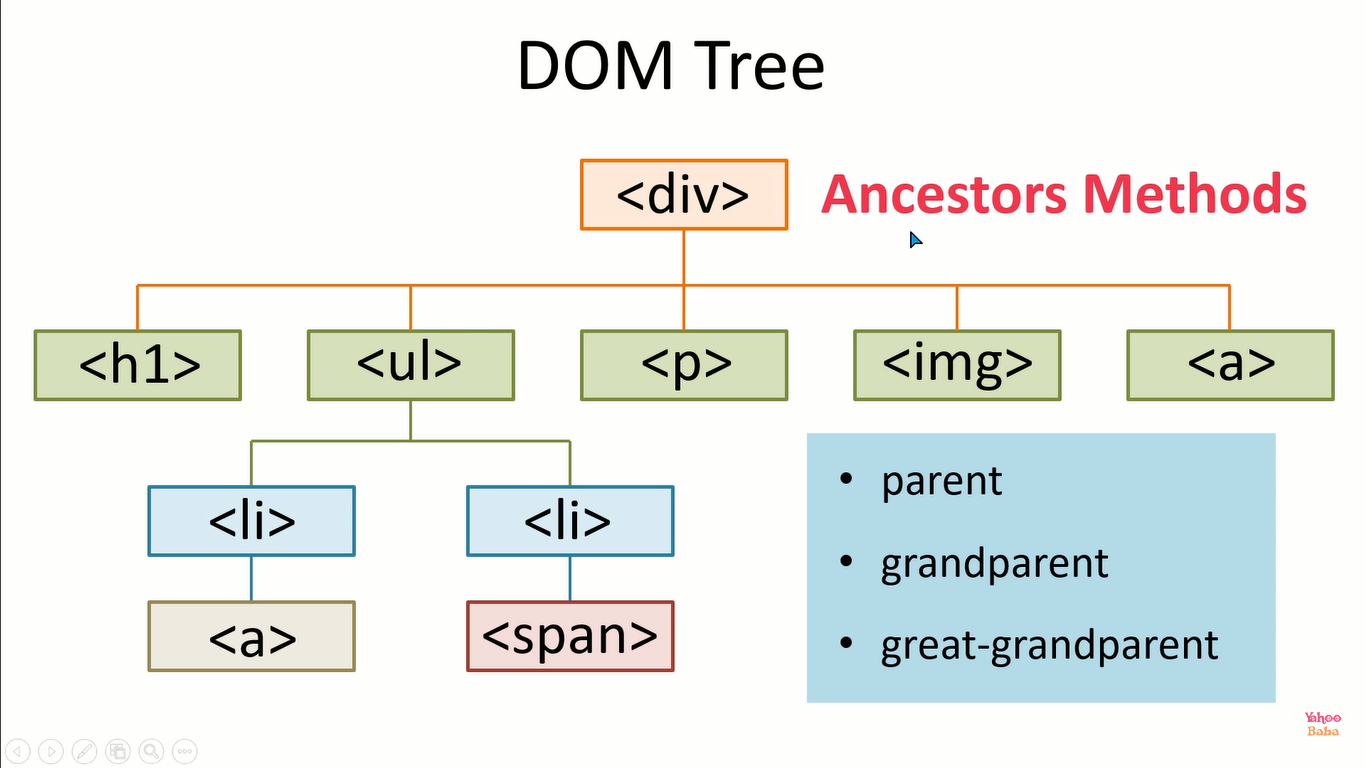 DOM Tree
<div>
Ancestors Methods
<h1>
<ul>
<p>
<img>
<a>
<li>
<li>
<a>
<span>
• parent
• grandparent
• great-grandparent
Yahoo
Baba